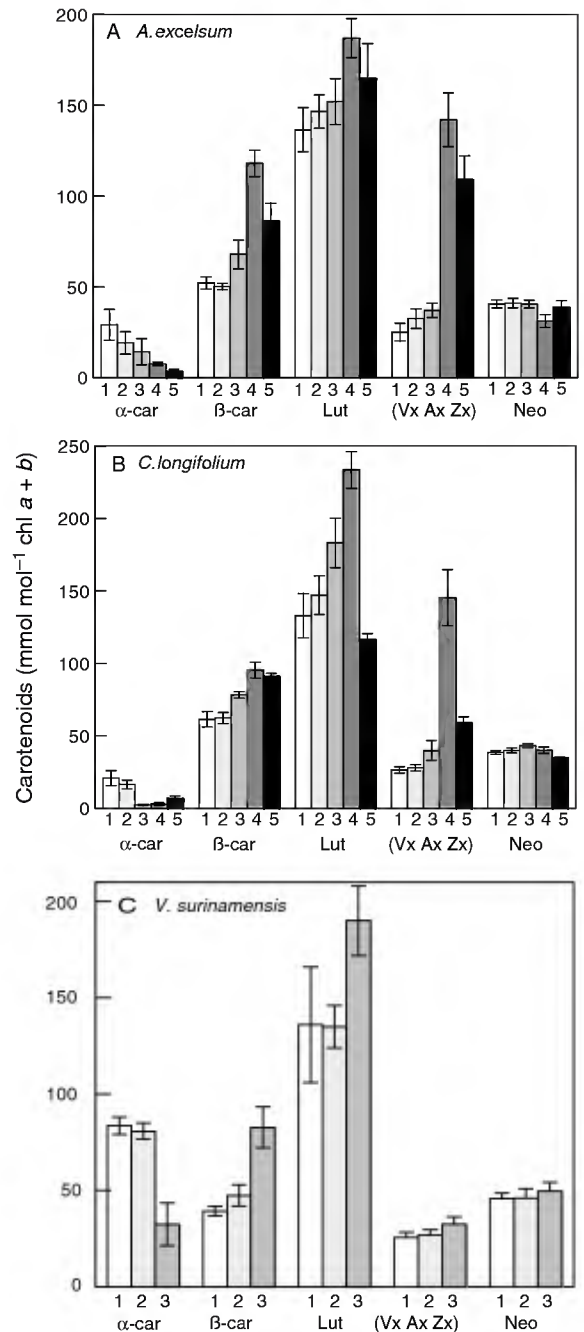 A A.excelsum
200
150
100
50
0
1 2 3 4 5 1 2 3 4 5 1 2 3 4 5 1 2 3 4 5 1 2 3 4 5
α-car ß-car Lut (Vx Ax Zx) Neo
Carotenoids (mmol mol⁻¹ chl a + b)
B C.longifolium
250
200
150
100
50
0
1 2 3 4 5 1 2 3 4 5 1 2 3 4 5 1 2 3 4 5 1 2 3 4 5
α-car ß-car Lut (Vx Ax Zx) Neo
C V. surinamensis
200
150
100
50
0
1 2 3 1 2 3 1 2 3 1 2 3 1 2 3
α-car ß-car Lut (Vx Ax Zx) Neo